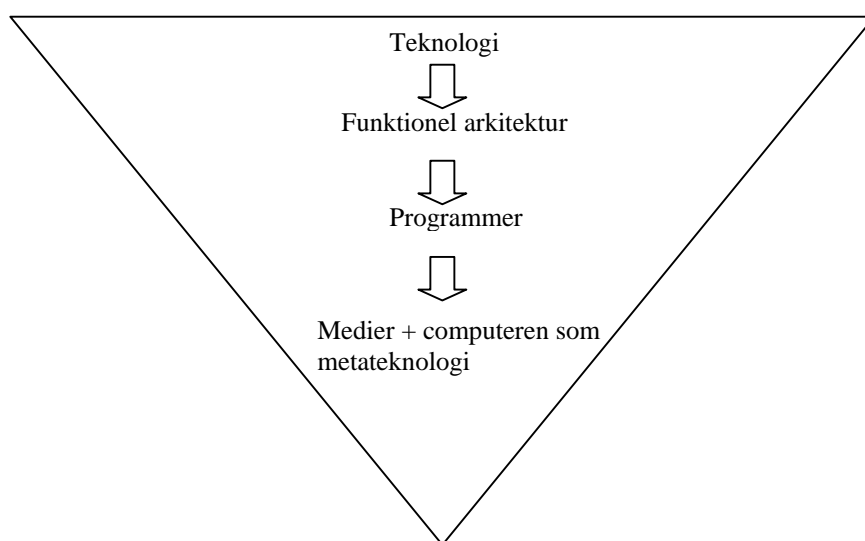 Teknologi
Funktionel arkitektur
Programmer
Medier + computeren som
metateknologi